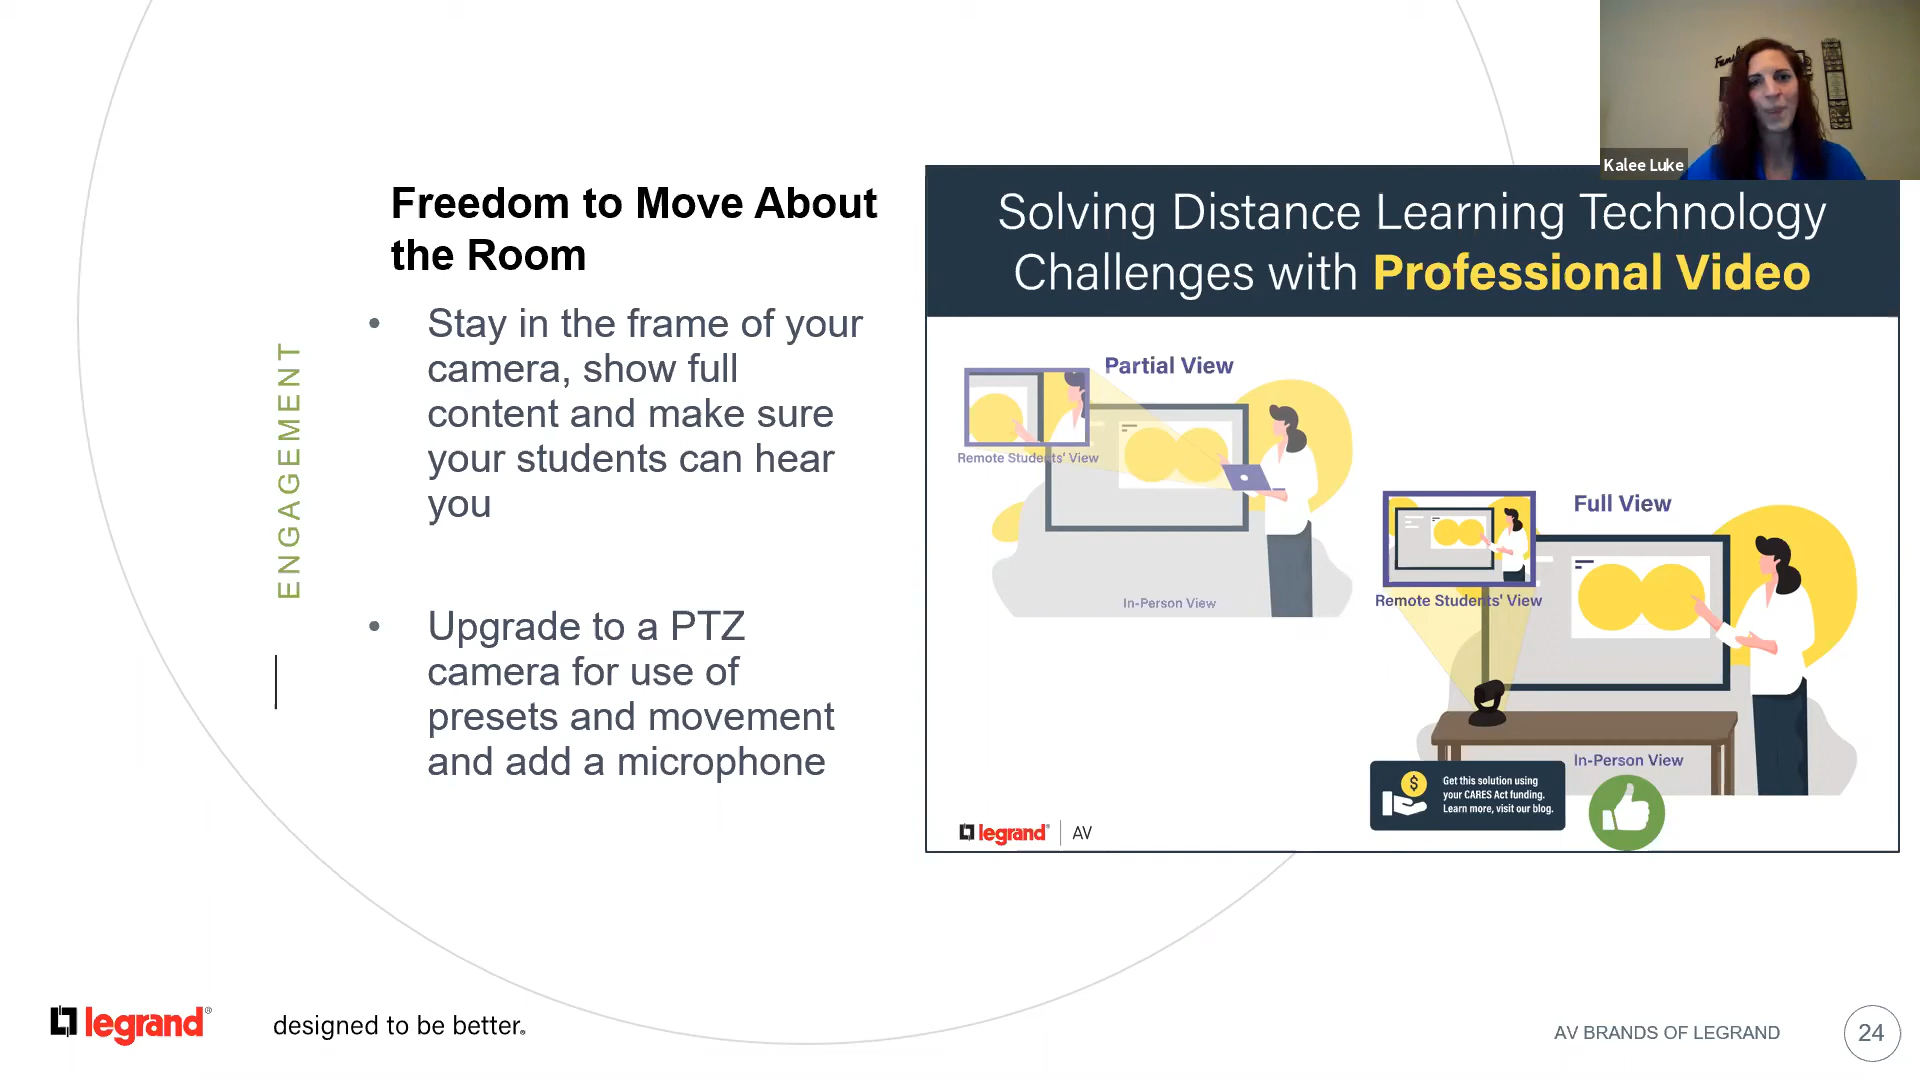 Kalee Luke
ENGAGEMENT
Freedom to Move About
the Room
• Stay in the frame of your
camera, show full
content and make sure
your students can hear
you
• Upgrade to a PTZ
camera for use of
presets and movement
and add a microphone
Solving Distance Learning Technology
Challenges with Professional Video
Partial View
Remote Students' View
In-Person View
Full View
Remote Students' View
In-Person View
$
Get this solution using
your CARES Act funding.
Learn more, visit our blog.
legrand® | AV
legrand®
designed to be better.
AV BRANDS OF LEGRAND
24